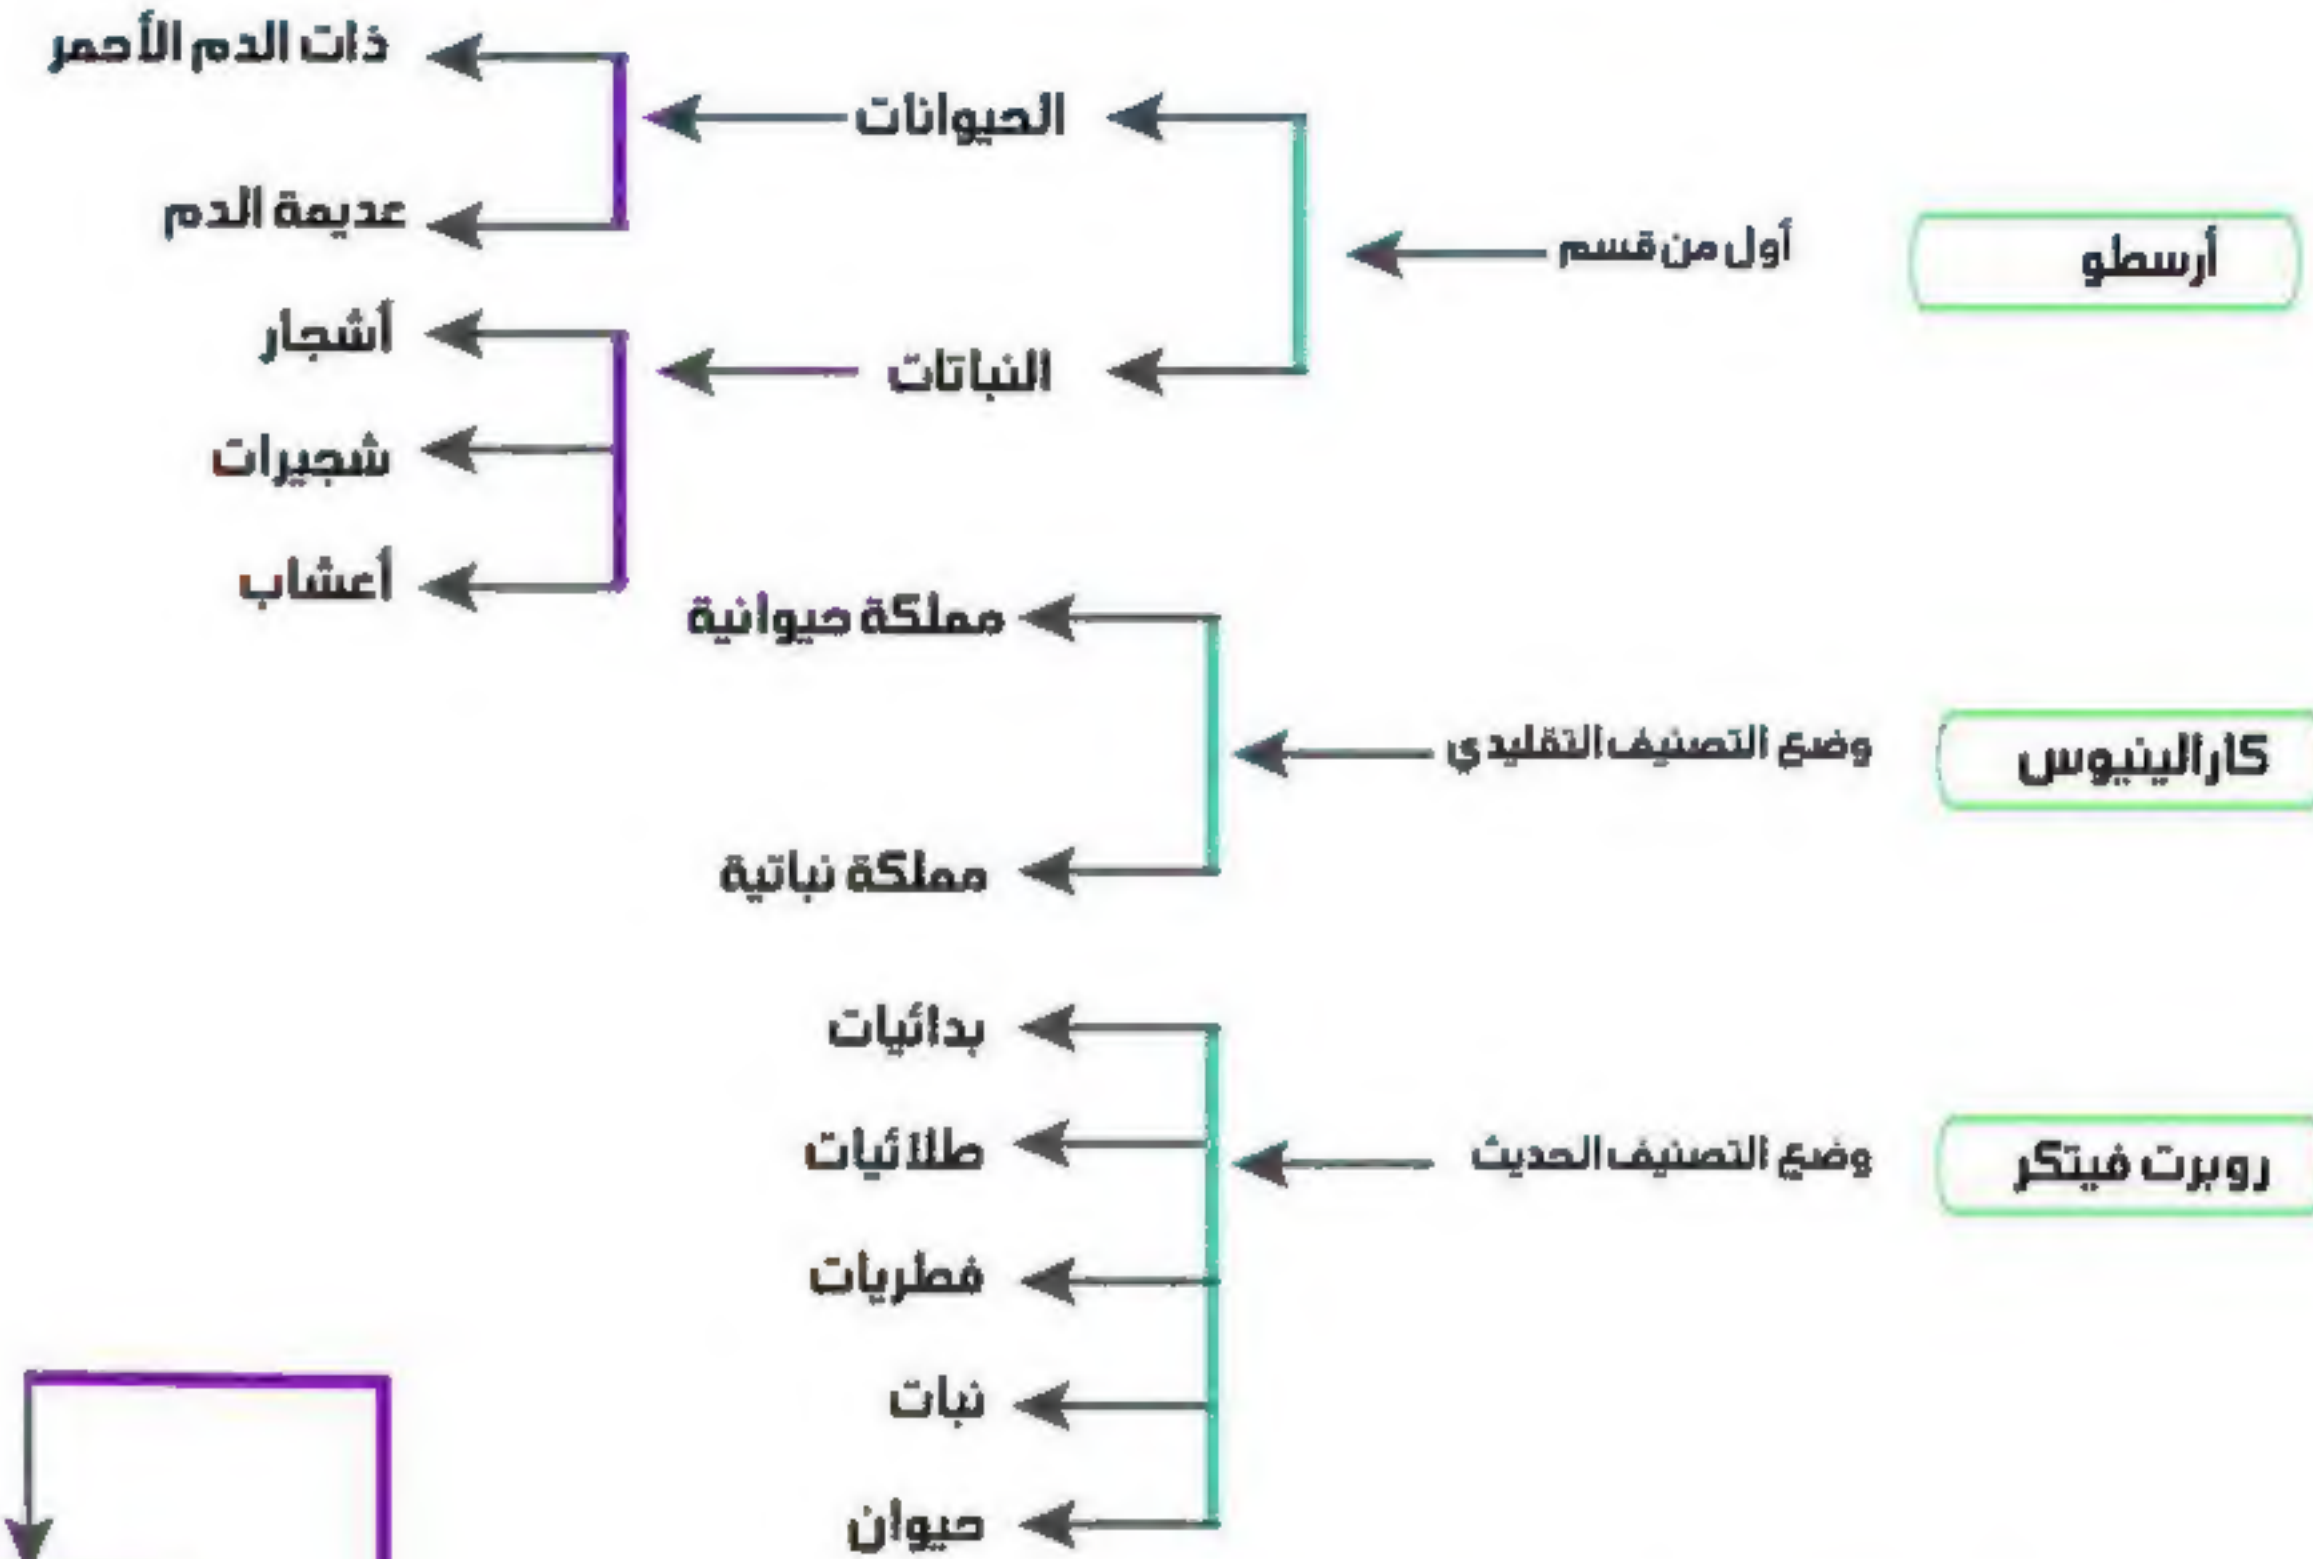 أرسطو
أول من قسم
الحيوانات
ذات الدم الأحمر
عديمة الدم
النباتات
أشجار
شجيرات
أعشاب
كارالينيوس
وضع التصنيف التقليدي
مملكة حيوانية
مملكة نباتية
روبرت فيتكر
وضع التصنيف الحديث
بدائيات
طلائيات
فطريات
نبات
حيوان